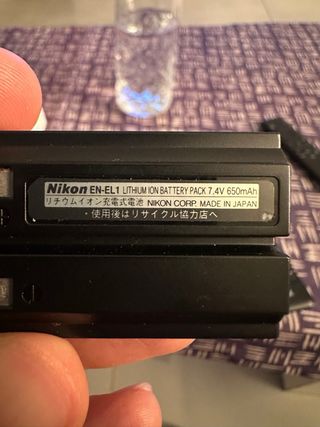 Nikon EN-EL1 LITHIUM ION BATTERY PACK 7.4V 650mAh
リチウムイオン充電式電池 NIKON CORP. MADE IN JAPAN
・使用後はリサイクル協力店へ